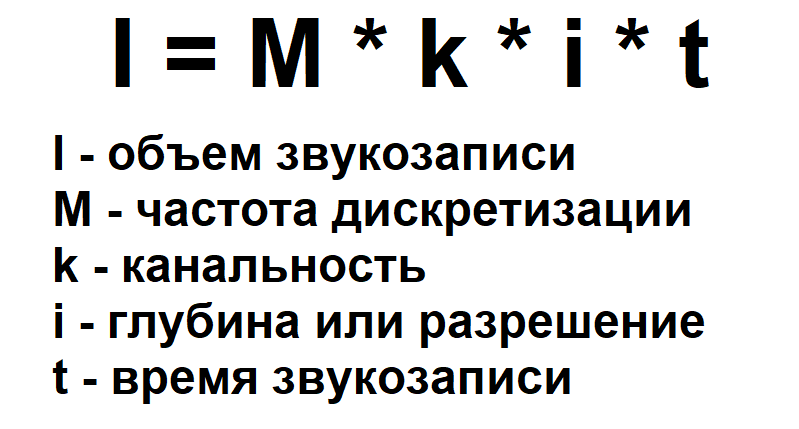 I = M * k * i * t
I - объем звукозаписи
M - частота дискретизации
k - канальность
i - глубина или разрешение
t - время звукозаписи